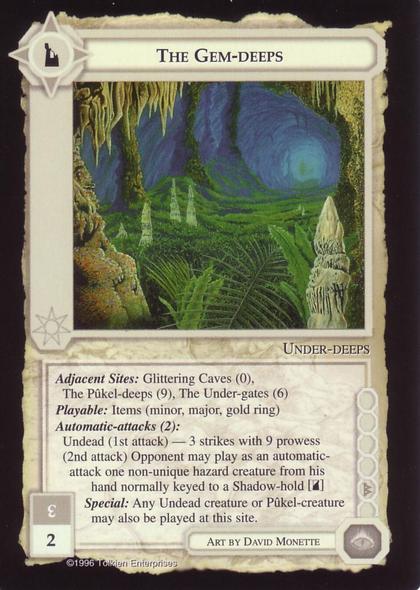 THE GEM-DEEPS
UNDER-DEEPS
Adjacent Sites: Glittering Caves (0),
The Pûkel-deeps (9), The Under-gates (6)
Playable: Items (minor, major, gold ring)
Automatic-attacks (2):
Undead (1st attack) — 3 strikes with 9 prowess
(2nd attack) Opponent may play as an automatic-
attack one non-unique hazard creature from his
hand normally keyed to a Shadow-hold []
Special: Any Undead creature or Pûkel-creature
may also be played at this site.
3
2
ART BY DAVID MONETTE
©1996 Tolkien Enterprises